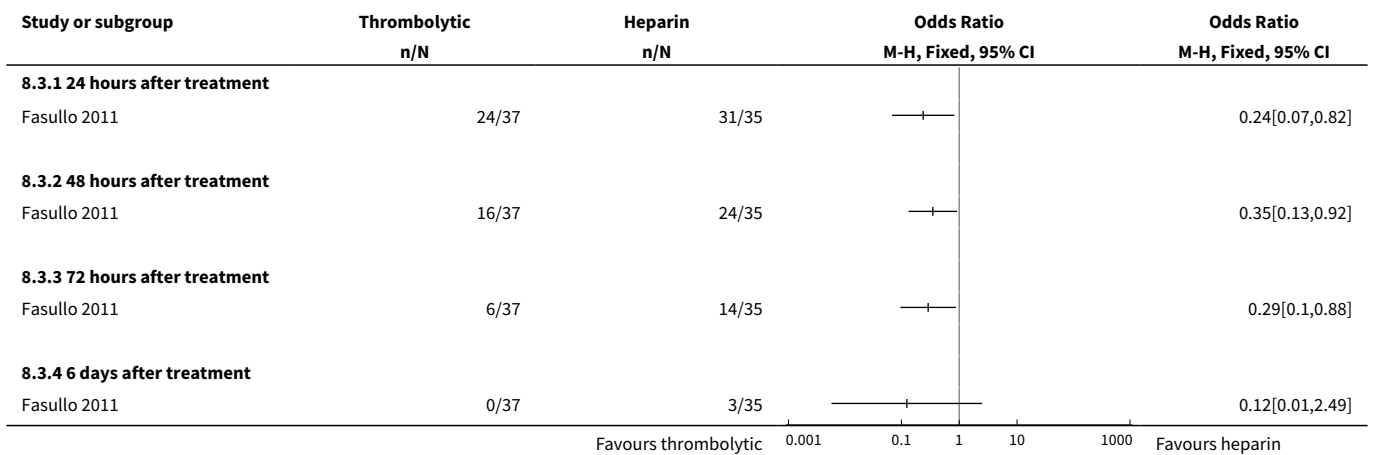 Study or subgroup Thrombolytic Heparin Odds Ratio Odds Ratio
n/N n/N M-H, Fixed, 95% CI M-H, Fixed, 95% CI
8.3.1 24 hours after treatment
Fasullo 2011 24/37 31/35 0.24[0.07,0.82]
8.3.2 48 hours after treatment
Fasullo 2011 16/37 24/35 0.35[0.13,0.92]
8.3.3 72 hours after treatment
Fasullo 2011 6/37 14/35 0.29[0.1,0.88]
8.3.4 6 days after treatment
Fasullo 2011 0/37 3/35 0.12[0.01,2.49]
Favours thrombolytic 0.001 0.1 1 10 1000 Favours heparin